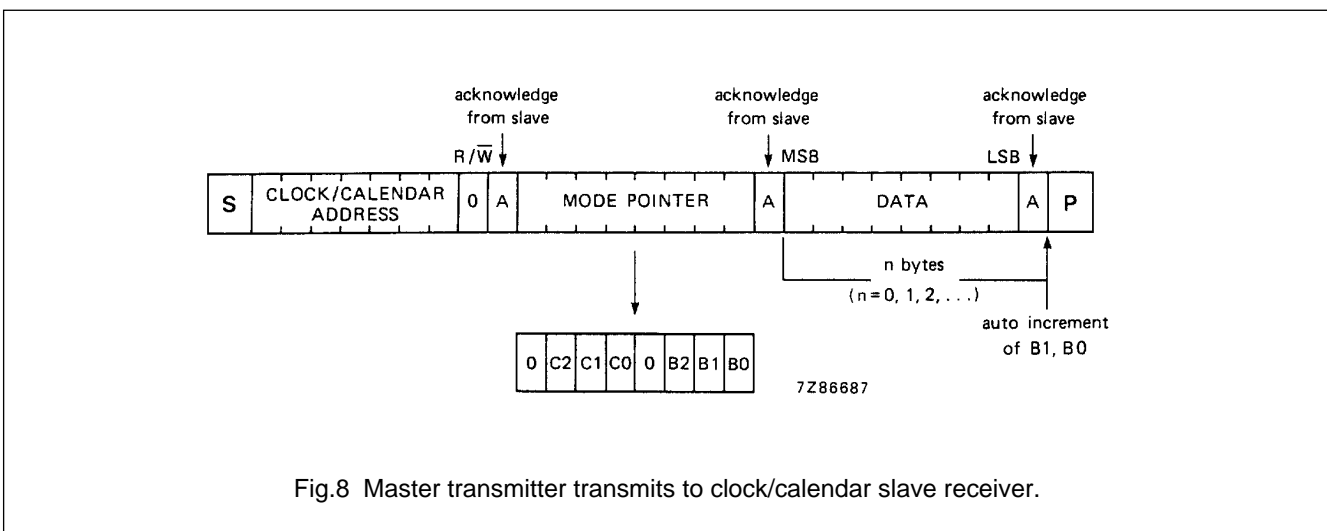 acknowledge from slave
acknowledge from slave
acknowledge from slave
R/W̅
MSB
LSB
S
CLOCK/CALENDAR ADDRESS
0
A
MODE POINTER
A
DATA
A
P
n bytes
(n=0, 1, 2, ...)
auto increment of B1, B0
0 C2 C1 C0 0 B2 B1 B0
7Z86687
Fig.8 Master transmitter transmits to clock/calendar slave receiver.